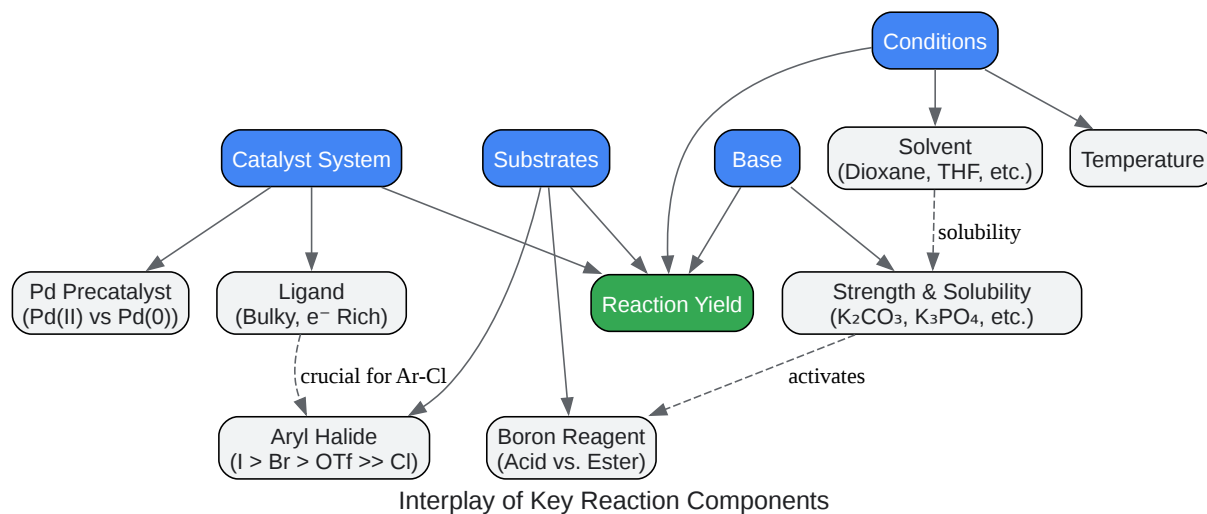 Conditions
Catalyst System
Substrates
Base
Solvent
(Dioxane, THF, etc.)
Temperature
solubility
Pd Precatalyst
(Pd(II) vs Pd(0))
Ligand
(Bulky, e⁻ Rich)
Reaction Yield
Strength & Solubility
(K₂CO₃, K₃PO₄, etc.)
crucial for Ar-Cl
activates
Aryl Halide
(I > Br > OTf >> Cl)
Boron Reagent
(Acid vs. Ester)
Interplay of Key Reaction Components